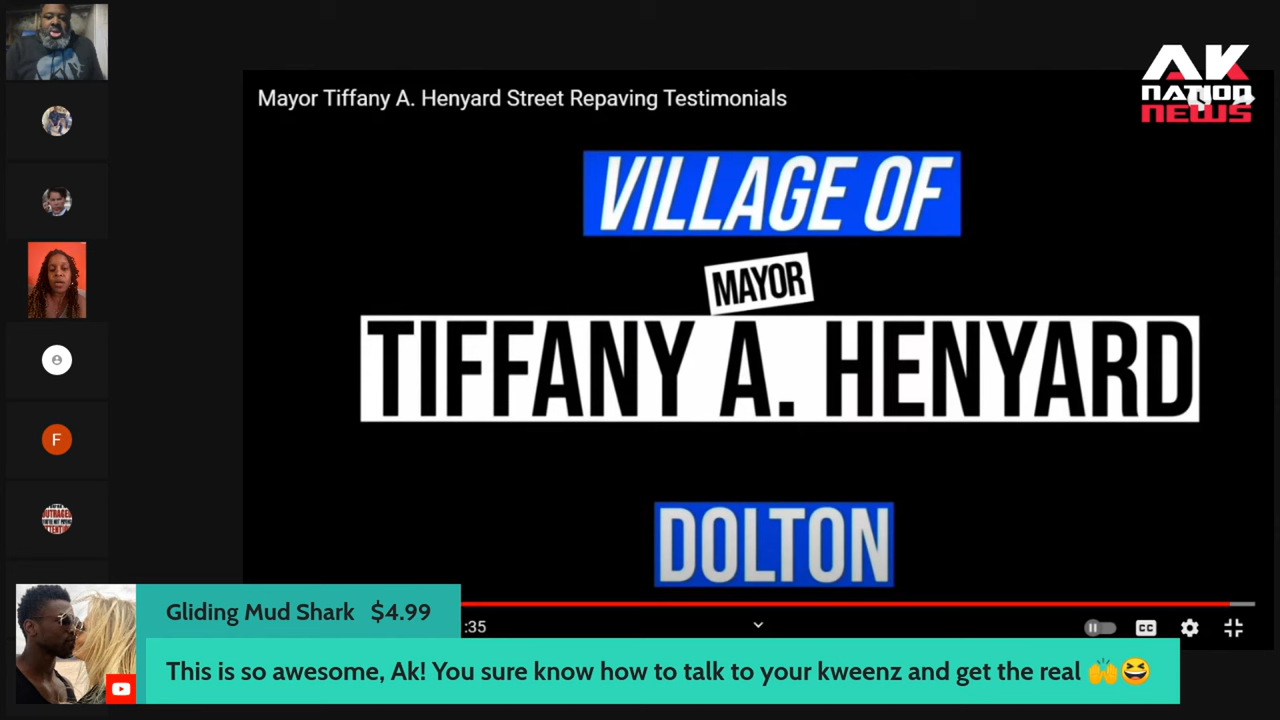 AK
NATION
NEWS
Mayor Tiffany A. Henyard Street Repaving Testimonials
VILLAGE OF
MAYOR
TIFFANY A. HENYARD
DOLTON
F
:35
CC
Gliding Mud Shark $4.99
This is so awesome, Ak! You sure know how to talk to your kweenz and get the real 🙌😆